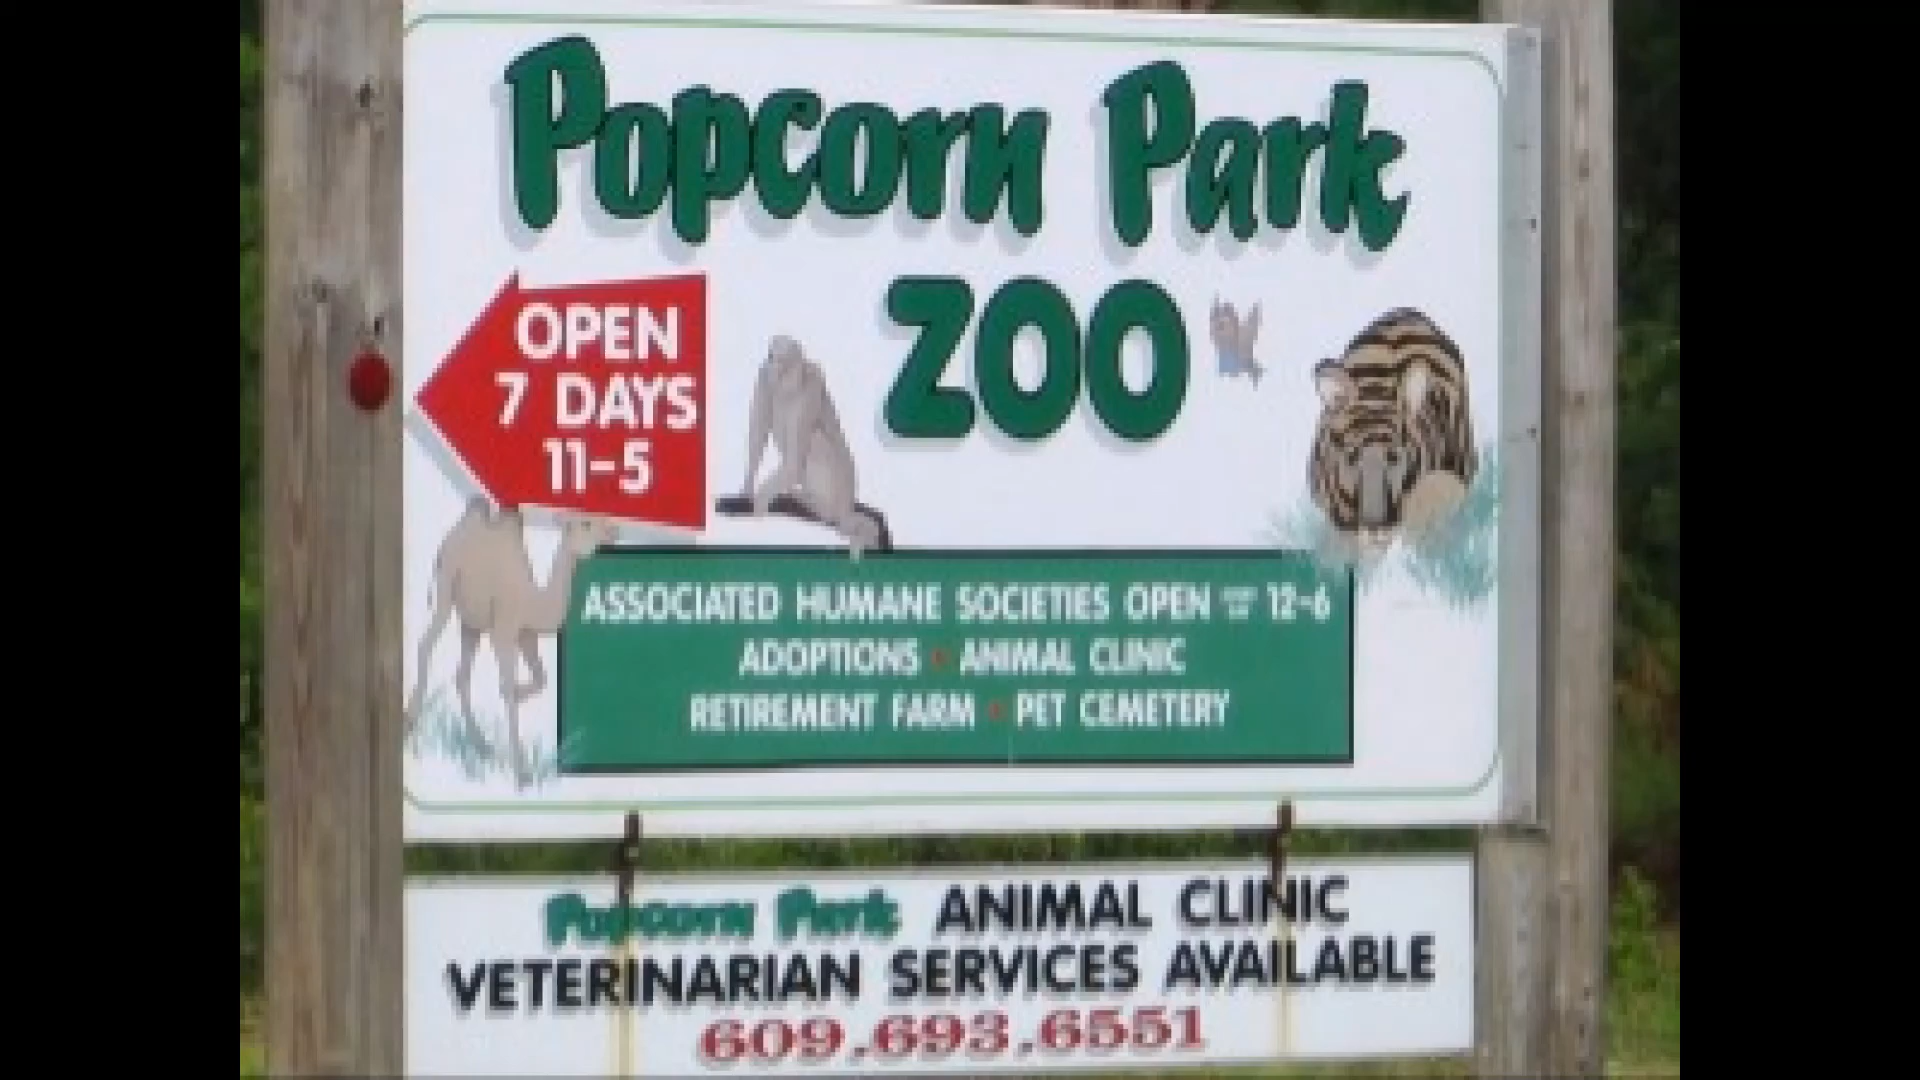 Popcorn Park
ZOO
OPEN
7 DAYS
11-5
ASSOCIATED HUMANE SOCIETIES OPEN 12-6
ADOPTIONS • ANIMAL CLINIC
RETIREMENT FARM • PET CEMETERY
Popcorn Park ANIMAL CLINIC
VETERINARIAN SERVICES AVAILABLE
609.693.6551